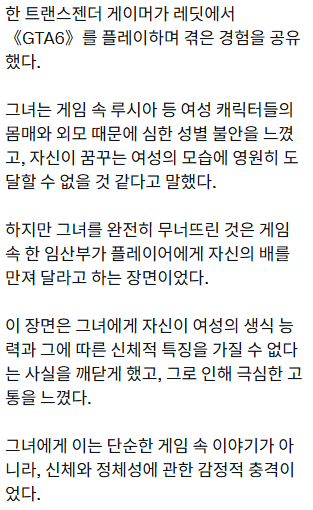 한 트랜스젠더 게이머가 레딧에서
《GTA6》를 플레이하며 겪은 경험을 공유
했다.
그녀는 게임 속 루시아 등 여성 캐릭터들의
몸매와 외모 때문에 심한 성별 불안을 느꼈
고, 자신이 꿈꾸는 여성의 모습에 영원히 도
달할 수 없을 것 같다고 말했다.
하지만 그녀를 완전히 무너뜨린 것은 게임
속 한 임산부가 플레이어에게 자신의 배를
만져 달라고 하는 장면이었다.
이 장면은 그녀에게 자신이 여성의 생식 능
력과 그에 따른 신체적 특징을 가질 수 없다
는 사실을 깨닫게 했고, 그로 인해 극심한 고
통을 느꼈다.
그녀에게 이는 단순한 게임 속 이야기가 아
니라, 신체와 정체성에 관한 감정적 충격이
었다.